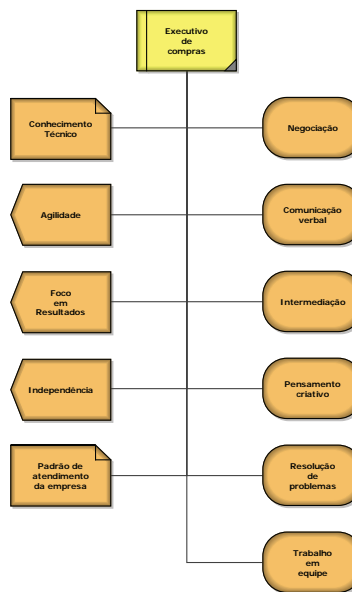 Executivo
de
compras
Conhecimento
Técnico
Negociação
Agilidade
Comunicação
verbal
Foco
em
Resultados
Intermediação
Independência
Pensamento
criativo
Padrão de
atendimento
da empresa
Resolução
de
problemas
Trabalho
em
equipe